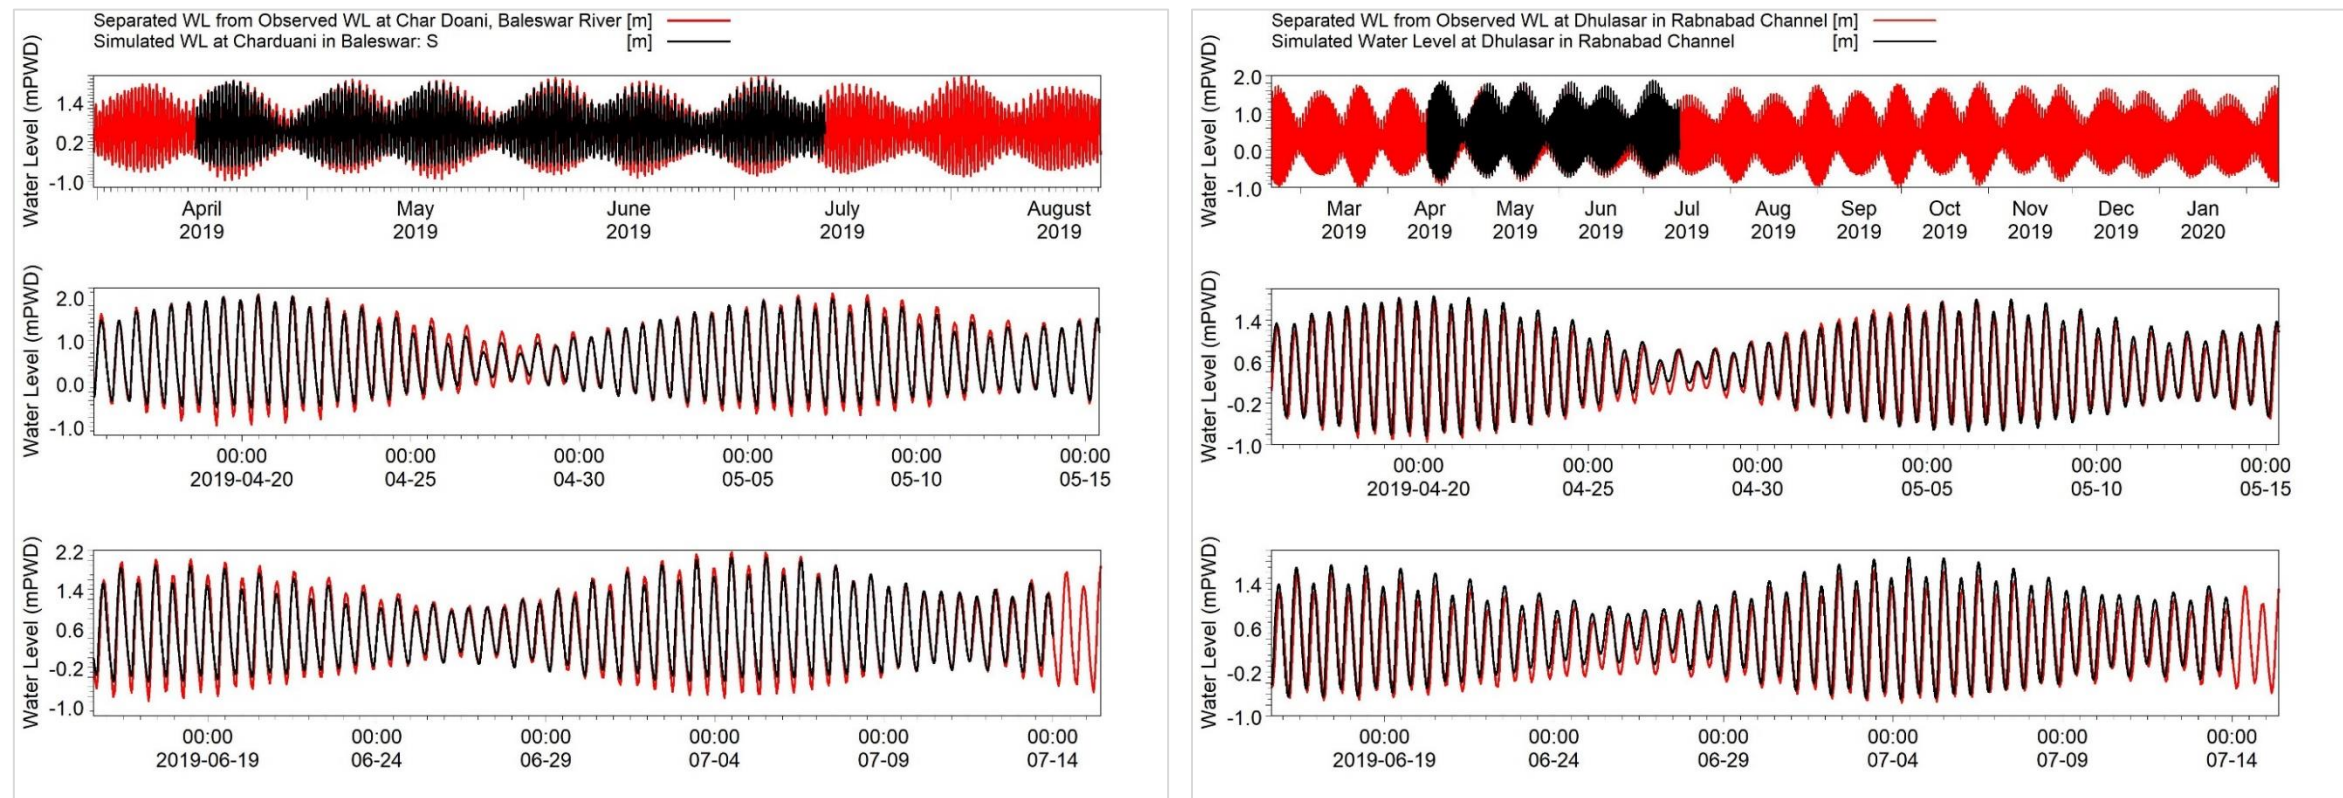 Separated WL from Observed WL at Char Doani, Baleswar River [m]
Simulated WL at Charduani in Baleswar: S [m]
Water Level (mPWD)
1.4
0.2
-1.0
April May June July August
2019 2019 2019 2019 2019
Water Level (mPWD)
2.0
1.0
0.0
-1.0
00:00 00:00 00:00 00:00 00:00 00:00
2019-04-20 04-25 04-30 05-05 05-10 05-15
Water Level (mPWD)
2.2
1.4
0.6
-0.2
-1.0
00:00 00:00 00:00 00:00 00:00 00:00
2019-06-19 06-24 06-29 07-04 07-09 07-14
Separated WL from Observed WL at Dhulasar in Rabnabad Channel [m]
Simulated Water Level at Dhulasar in Rabnabad Channel [m]
Water Level (mPWD)
2.0
1.0
0.0
-1.0
Mar Apr May Jun Jul Aug Sep Oct Nov Dec Jan
2019 2019 2019 2019 2019 2019 2019 2019 2019 2019 2020
Water Level (mPWD)
1.4
0.6
-0.2
-1.0
00:00 00:00 00:00 00:00 00:00 00:00
2019-04-20 04-25 04-30 05-05 05-10 05-15
Water Level (mPWD)
1.4
0.6
-0.2
-1.0
00:00 00:00 00:00 00:00 00:00 00:00
2019-06-19 06-24 06-29 07-04 07-09 07-14